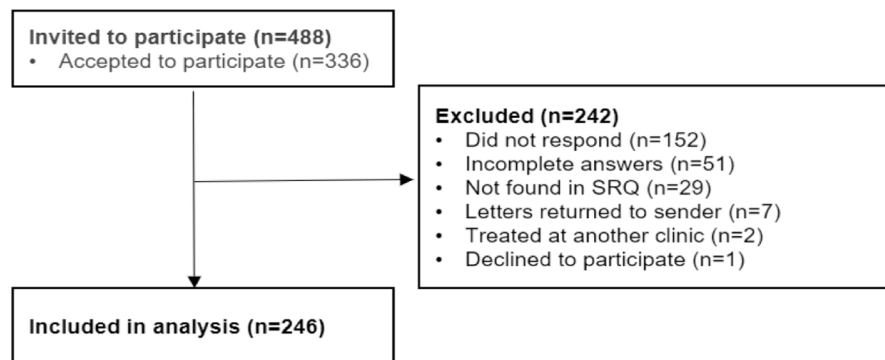 Invited to participate (n=488)
• Accepted to participate (n=336)
Excluded (n=242)
• Did not respond (n=152)
• Incomplete answers (n=51)
• Not found in SRQ (n=29)
• Letters returned to sender (n=7)
• Treated at another clinic (n=2)
• Declined to participate (n=1)
Included in analysis (n=246)